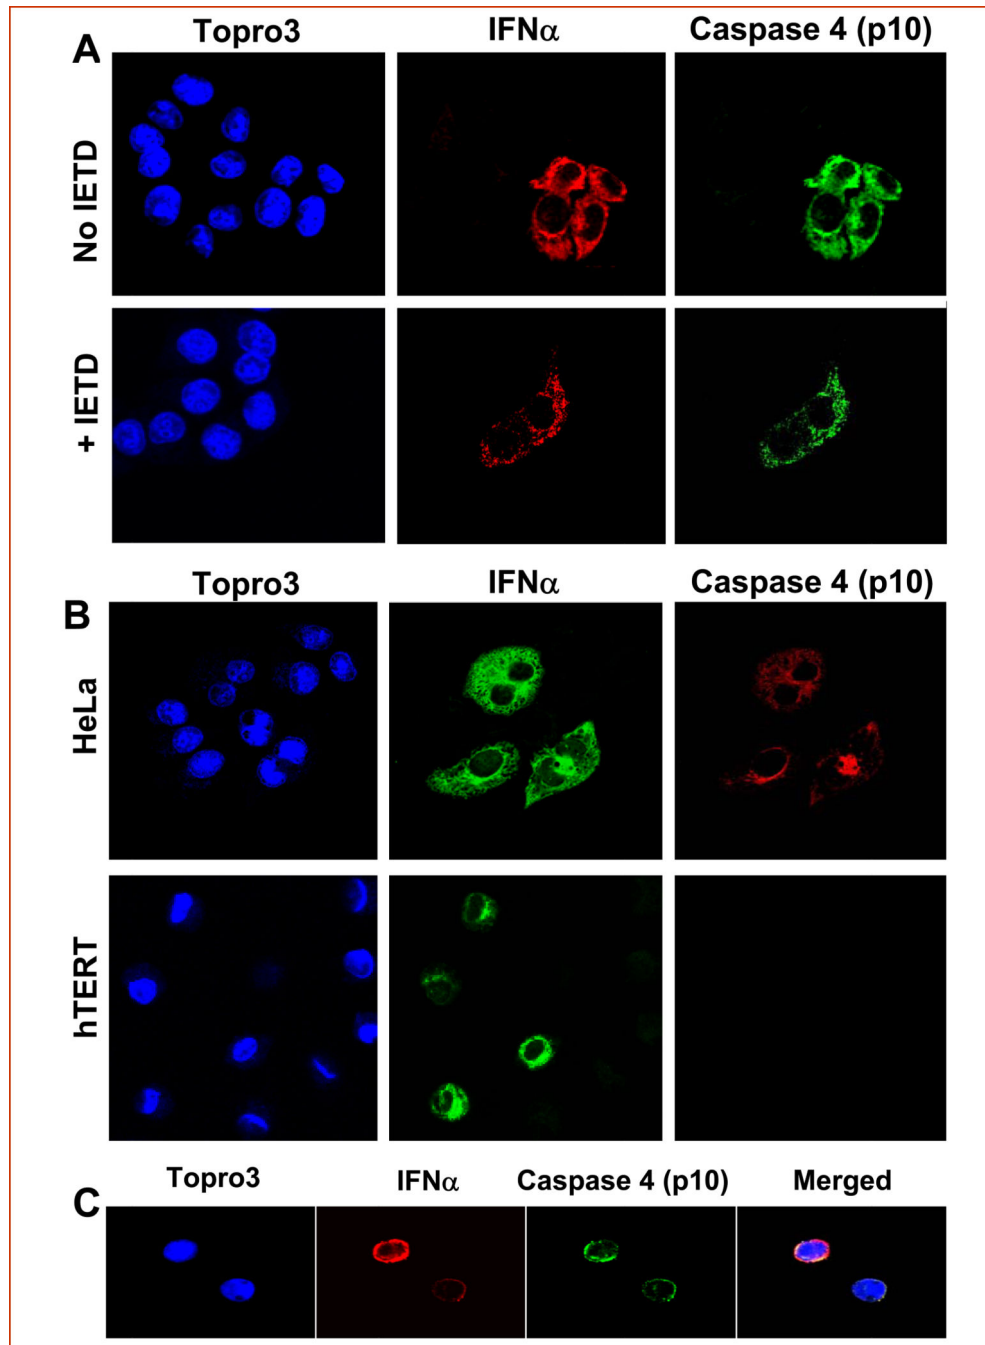 A
Topro3 IFNα Caspase 4 (p10)
No IETD
+ IETD
B
Topro3 IFNα Caspase 4 (p10)
HeLa
hTERT
C
Topro3 IFNα Caspase 4 (p10) Merged